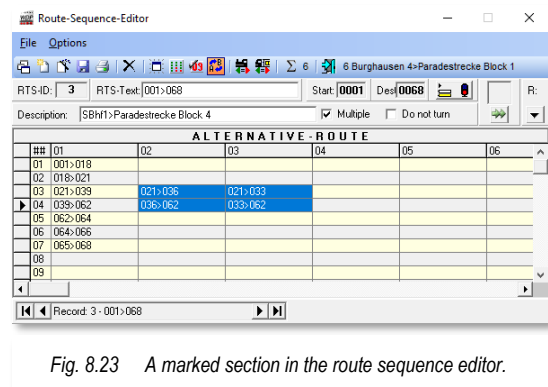 Route-Sequence-Editor
File Options
Σ 6 6 Burghausen 4>Paradestrecke Block 1
RTS-ID: 3 RTS-Text: 001>068 Start: 0001 Des 0068 R:
Description: SBhf1>Paradestrecke Block 4 Multiple Do not turn
ALTERNATIVE-ROUTE
## 01 02 03 04 05 06
01 001>018
02 018>021
03 021>039 021>036 021>033
04 039>062 036>062 033>062
05 062>064
06 064>066
07 065>068
08
09
Record: 3 - 001>068
Fig. 8.23 A marked section in the route sequence editor.